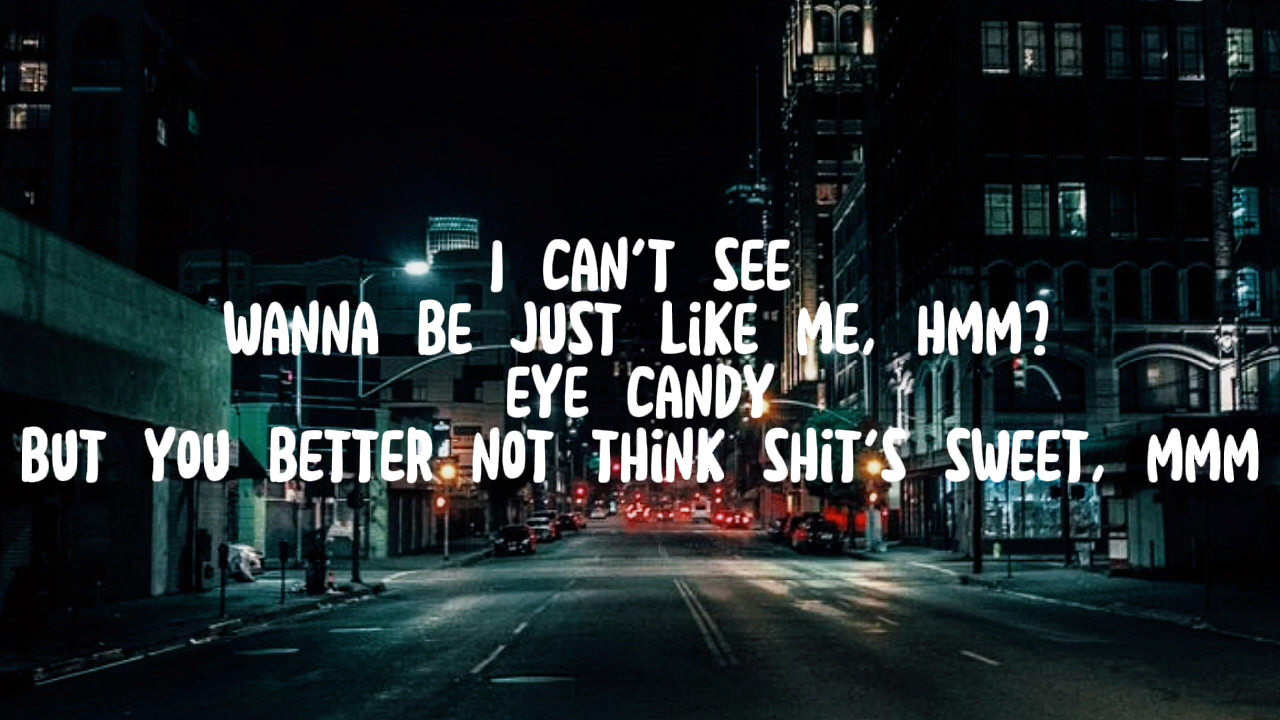 I CAN'T SEE
WANNA BE JUST LiKE ME, HMM?
EYE CANDY
BUT YOU BETTER NOT THiNK SHiT'S SWEET, MMM